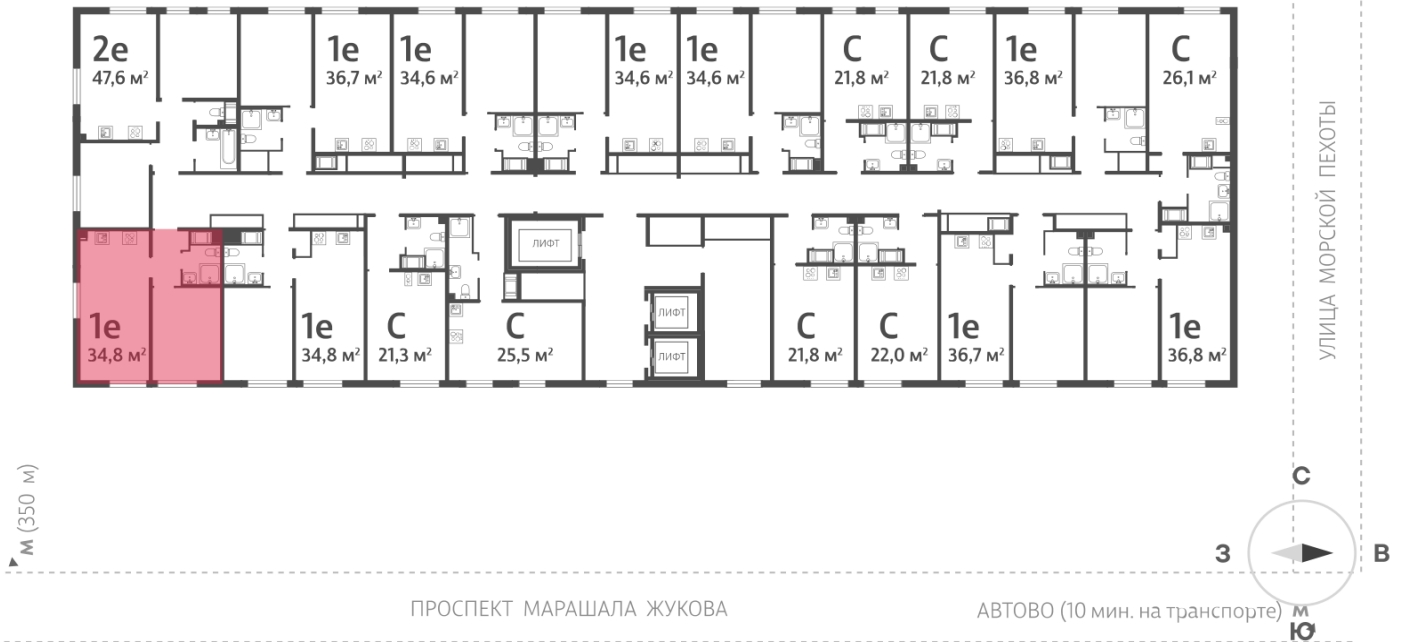 2е
47,6 м²
1е
36,7 м²
1е
34,6 м²
1е
34,6 м²
1е
34,6 м²
С
21,8 м²
С
21,8 м²
1е
36,8 м²
С
26,1 м²
1е
34,8 м²
1е
34,8 м²
С
21,3 м²
С
25,5 м²
ЛИФТ
ЛИФТ
ЛИФТ
С
21,8 м²
С
22,0 м²
1е
36,7 м²
1е
36,8 м²
УЛИЦА МОРСКОЙ ПЕХОТЫ
м (350 м)
С
З
В
Ю
ПРОСПЕКТ МАРАШАЛА ЖУКОВА
АВТОВО (10 мин. на транспорте) м